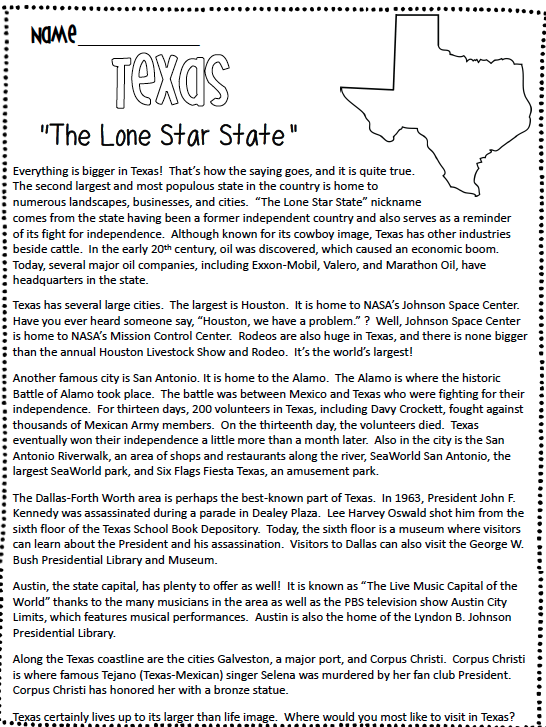 Name
Texas
"The Lone Star State"
Everything is bigger in Texas!  That's how the saying goes, and it is quite true.
The second largest and most populous state in the country is home to
numerous landscapes, businesses, and cities.  "The Lone Star State" nickname
comes from the state having been a former independent country and also serves as a reminder
of its fight for independence.  Although known for its cowboy image, Texas has other industries
beside cattle.  In the early 20th century, oil was discovered, which caused an economic boom.
Today, several major oil companies, including Exxon-Mobil, Valero, and Marathon Oil, have
headquarters in the state.
Texas has several large cities.  The largest is Houston.  It is home to NASA's Johnson Space Center.
Have you ever heard someone say, "Houston, we have a problem." ?  Well, Johnson Space Center
is home to NASA's Mission Control Center.  Rodeos are also huge in Texas, and there is none bigger
than the annual Houston Livestock Show and Rodeo.  It's the world's largest!
Another famous city is San Antonio. It is home to the Alamo.  The Alamo is where the historic
Battle of Alamo took place.  The battle was between Mexico and Texas who were fighting for their
independence.  For thirteen days, 200 volunteers in Texas, including Davy Crockett, fought against
thousands of Mexican Army members.  On the thirteenth day, the volunteers died.  Texas
eventually won their independence a little more than a month later.  Also in the city is the San
Antonio Riverwalk, an area of shops and restaurants along the river, SeaWorld San Antonio, the
largest SeaWorld park, and Six Flags Fiesta Texas, an amusement park.
The Dallas-Forth Worth area is perhaps the best-known part of Texas.  In 1963, President John F.
Kennedy was assassinated during a parade in Dealey Plaza.  Lee Harvey Oswald shot him from the
sixth floor of the Texas School Book Depository.  Today, the sixth floor is a museum where visitors
can learn about the President and his assassination.  Visitors to Dallas can also visit the George W.
Bush Presidential Library and Museum.
Austin, the state capital, has plenty to offer as well!  It is known as "The Live Music Capital of the
World" thanks to the many musicians in the area as well as the PBS television show Austin City
Limits, which features musical performances.  Austin is also the home of the Lyndon B. Johnson
Presidential Library.
Along the Texas coastline are the cities Galveston, a major port, and Corpus Christi.  Corpus Christi
is where famous Tejano (Texas-Mexican) singer Selena was murdered by her fan club President.
Corpus Christi has honored her with a bronze statue.
Texas certainly lives up to its larger than life image.  Where would you most like to visit in Texas?